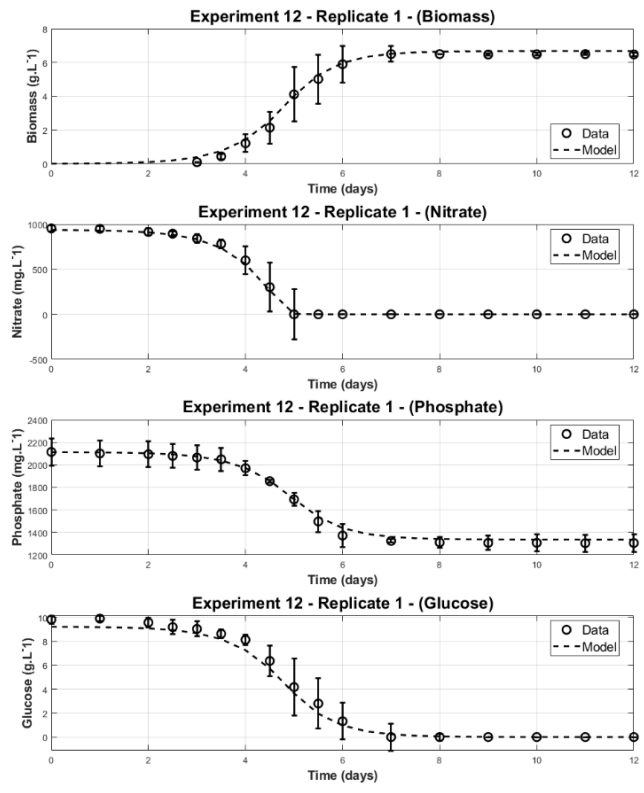 Experiment 12 - Replicate 1 - (Biomass)
8
6
4
2
0
Biomass (g.L⁻1)
Data
Model
0 2 4 6 8 10 12
Time (days)
Experiment 12 - Replicate 1 - (Nitrate)
1000
500
0
-500
Nitrate (mg.L⁻1)
Data
Model
0 2 4 6 8 10 12
Time (days)
Experiment 12 - Replicate 1 - (Phosphate)
2400
2200
2000
1800
1600
1400
1200
Phosphate (mg.L⁻1)
Data
Model
0 2 4 6 8 10 12
Time (days)
Experiment 12 - Replicate 1 - (Glucose)
10
8
6
4
2
0
Glucose (g.L⁻1)
Data
Model
0 2 4 6 8 10 12
Time (days)